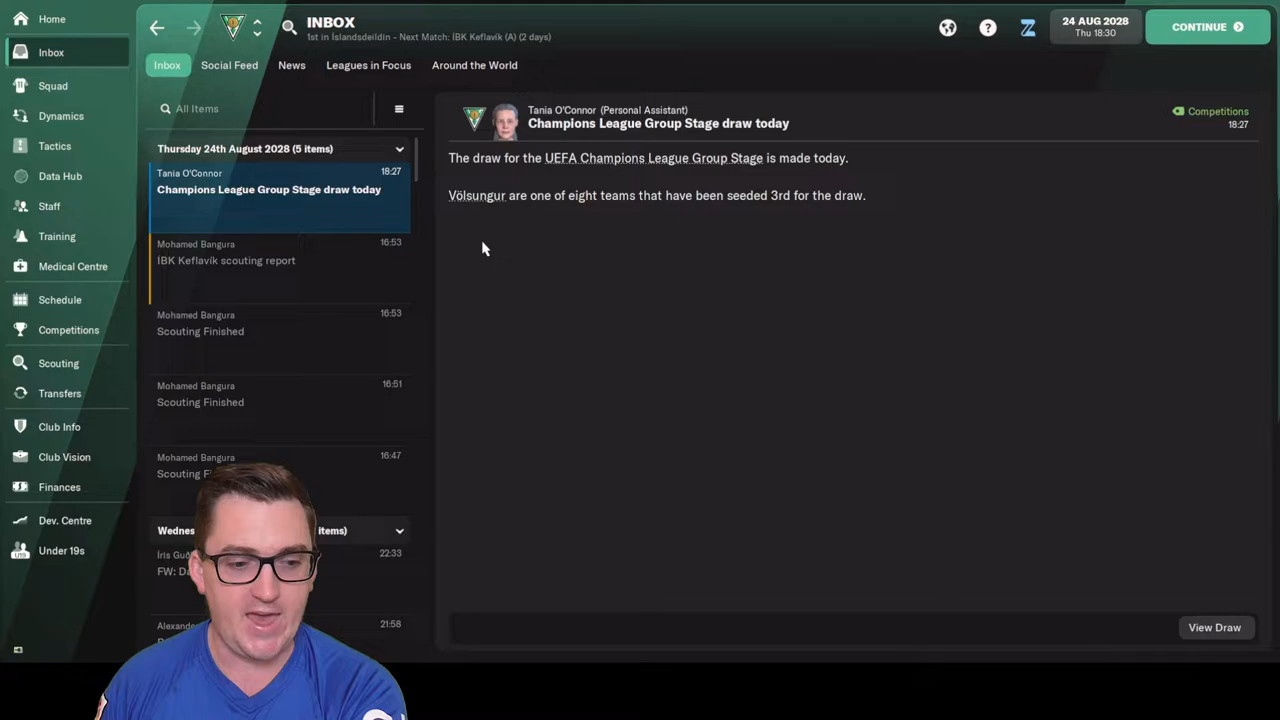 Home
INBOX
1st in Íslandsdeildin - Next Match: ÍBK Keflavík (A) (2 days)
24 AUG 2028
Thu 18:30
CONTINUE
Inbox
Inbox
Social Feed
News
Leagues in Focus
Around the World
Squad
Dynamics
Tactics
Data Hub
Staff
Training
Medical Centre
Schedule
Competitions
Scouting
Transfers
Club Info
Club Vision
Finances
Dev. Centre
Under 19s
All Items
Thursday 24th August 2028 (5 items)
Tania O'Connor 18:27
Champions League Group Stage draw today
Mohamed Bangura 16:53
ÍBK Keflavík scouting report
Mohamed Bangura 16:53
Scouting Finished
Mohamed Bangura 16:51
Scouting Finished
Mohamed Bangura 16:47
Scouting
items)
22:33
FW:
21:58
Tania O'Connor (Personal Assistant)
Champions League Group Stage draw today
Competitions
18:27
The draw for the UEFA Champions League Group Stage is made today.
Völsungur are one of eight teams that have been seeded 3rd for the draw.
View Draw